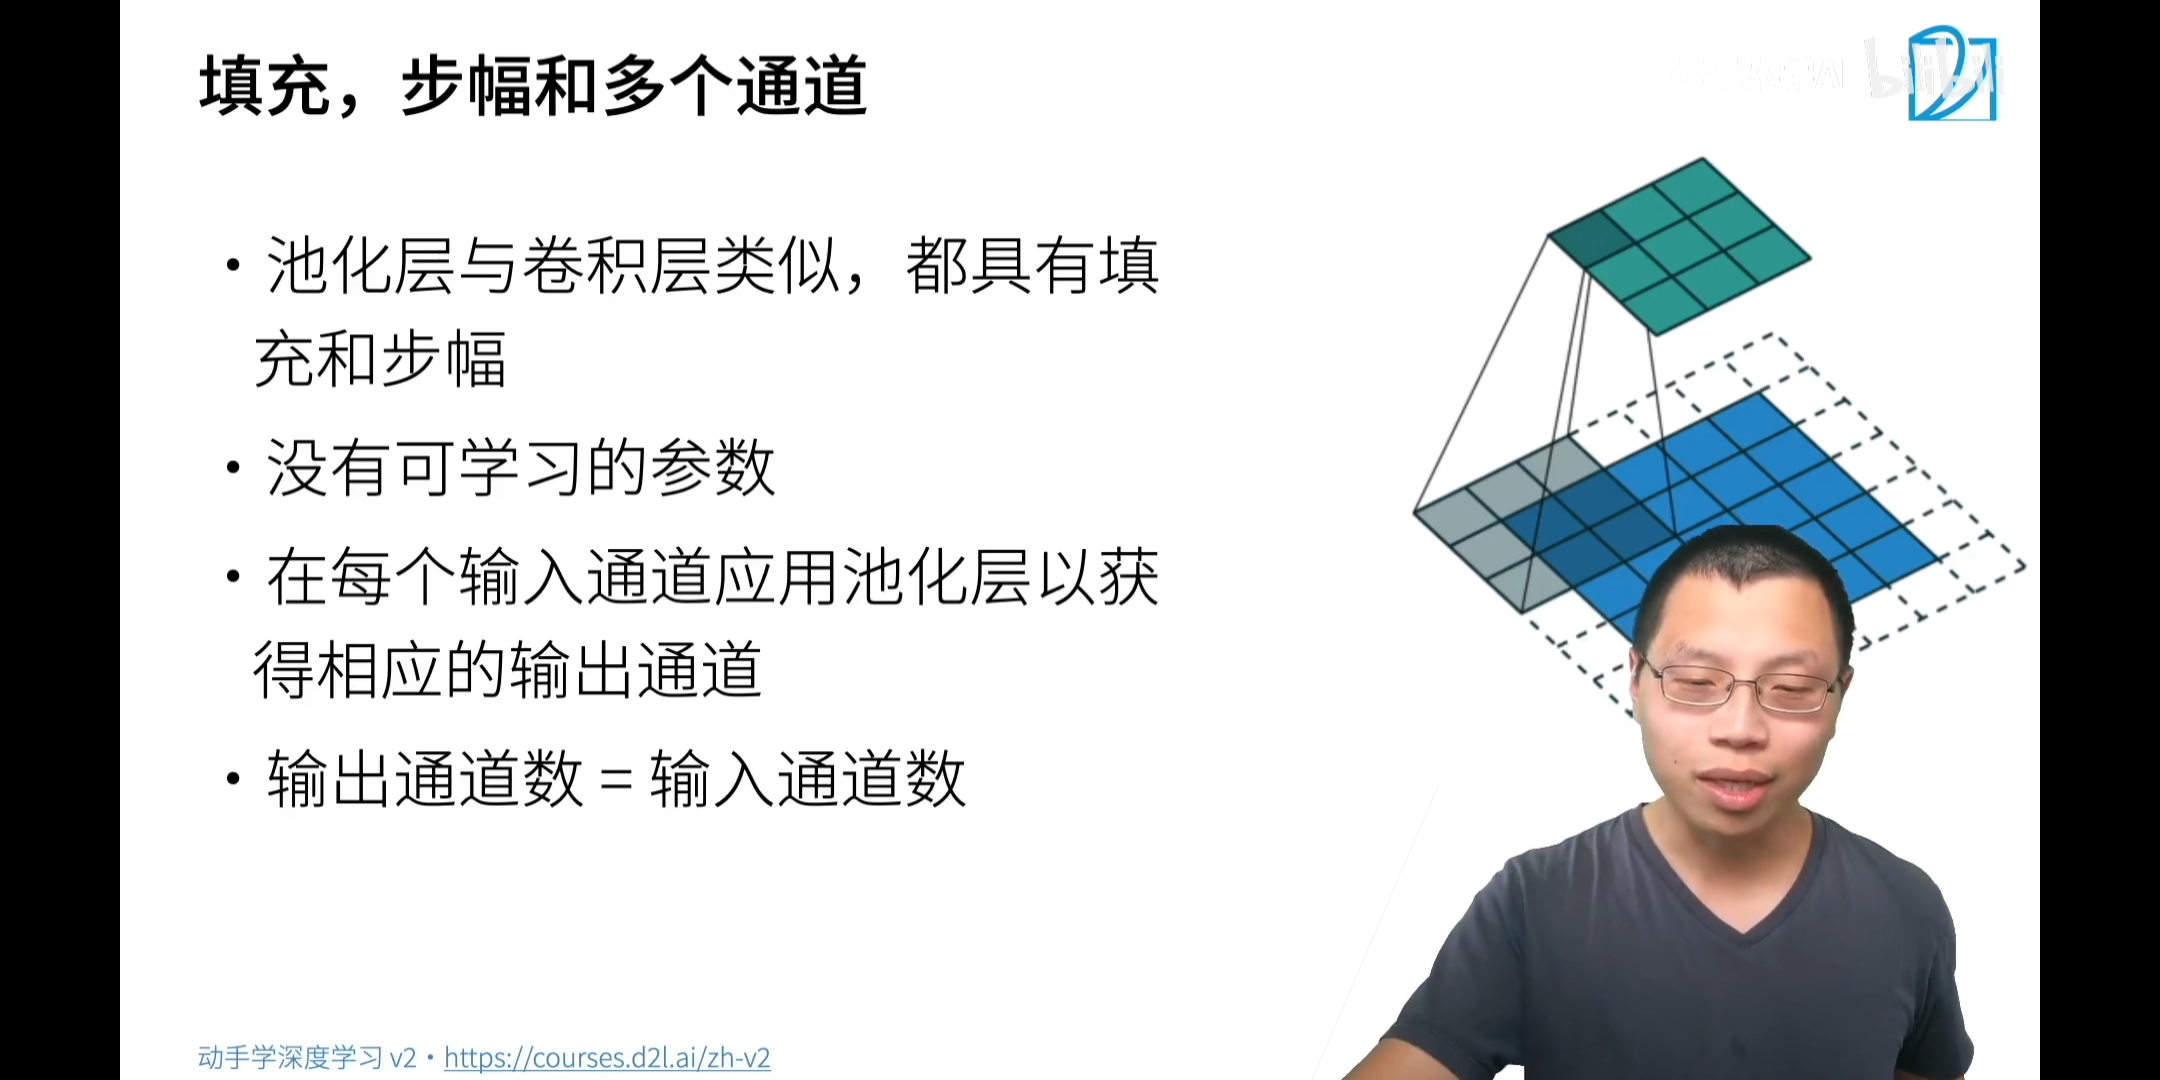 填充，步幅和多个通道
• 池化层与卷积层类似，都具有填
充和步幅
• 没有可学习的参数
• 在每个输入通道应用池化层以获
得相应的输出通道
• 输出通道数 = 输入通道数
动手学深度学习 v2 • https://courses.d2l.ai/zh-v2
bilibili